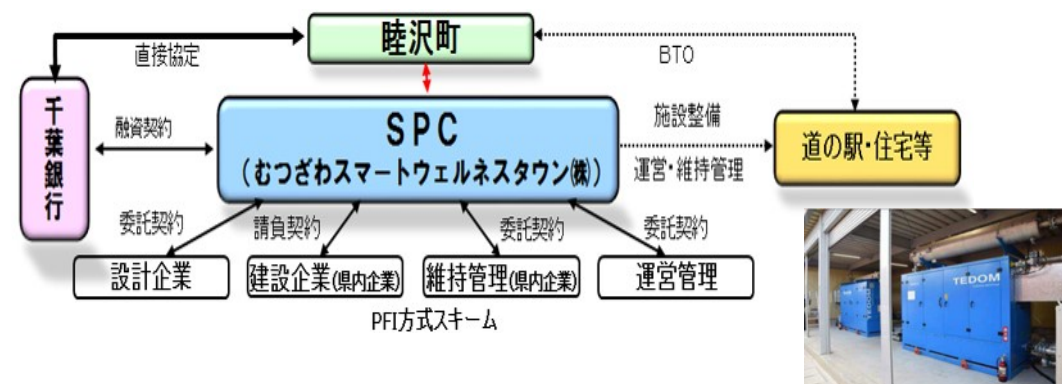 睦沢町
直接協定
BTO
千葉銀行
融資契約
SPC
(むつざわスマートウェルネスタウン㈱)
施設整備
運営・維持管理
道の駅・住宅等
委託契約
請負契約
委託契約
委託契約
設計企業
建設企業(県内企業)
維持管理(県内企業)
運営管理
PFI方式スキーム
TEDOM